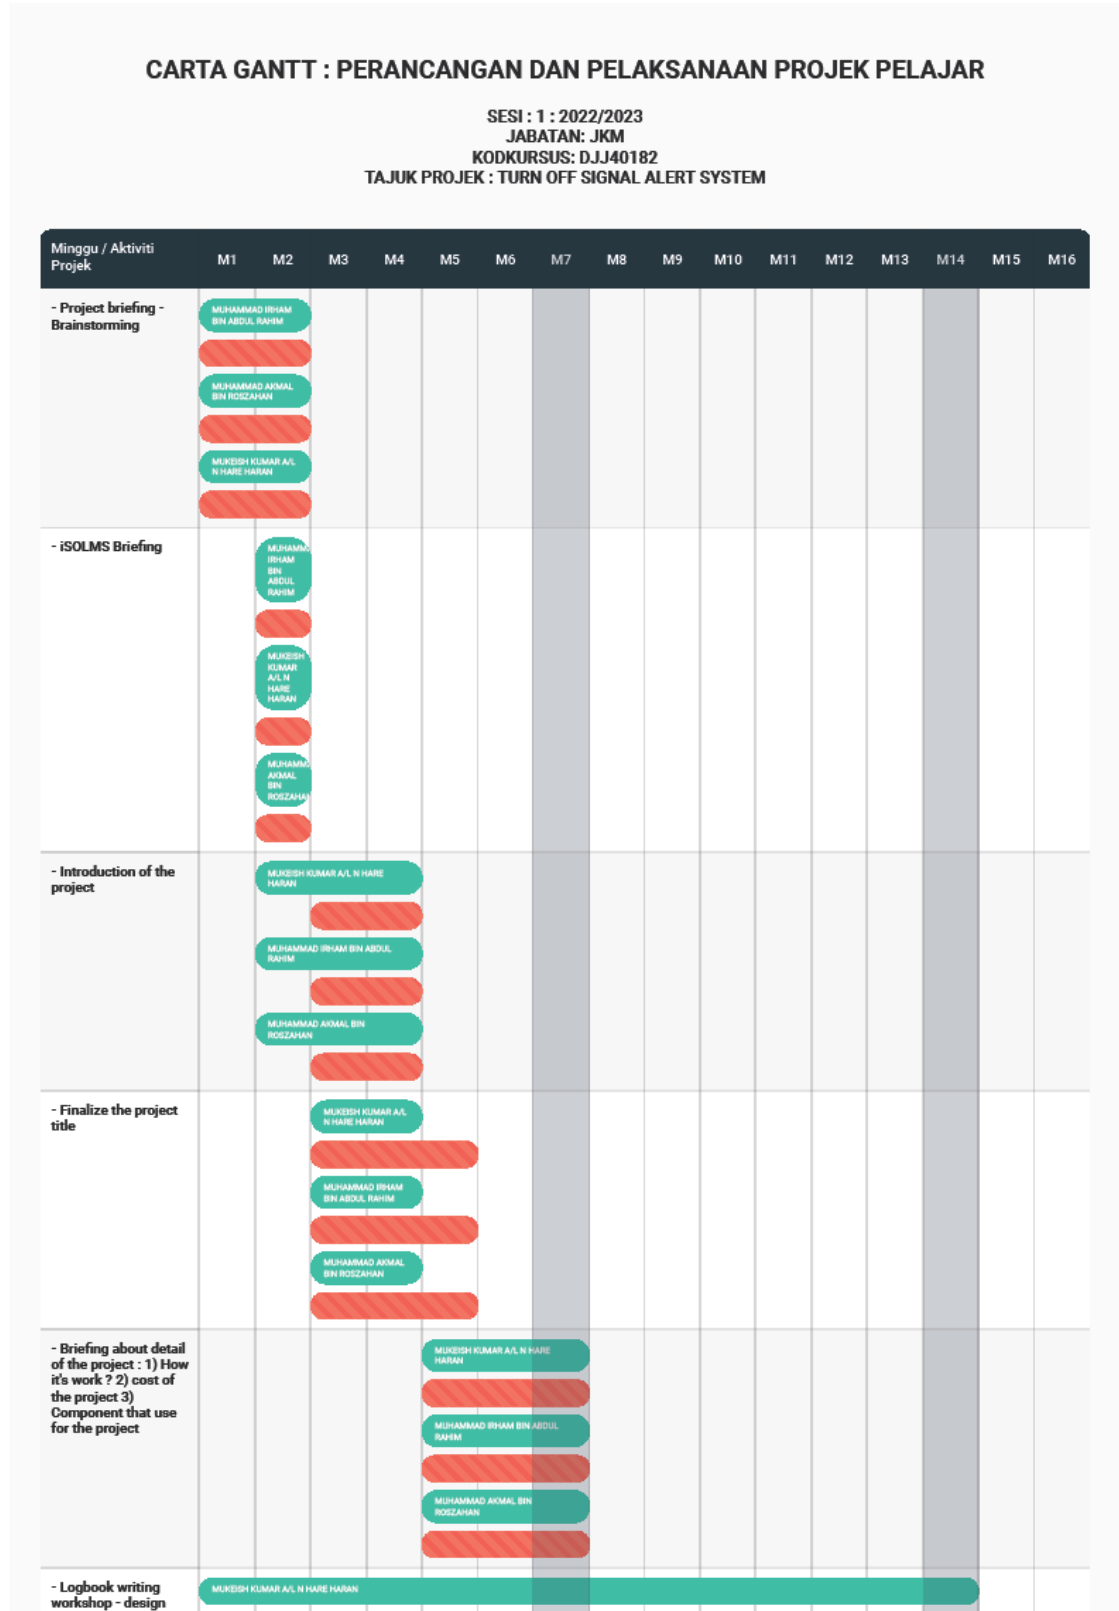 CARTA GANTT : PERANCANGAN DAN PELAKSANAAN PROJEK PELAJAR
SESI : 1 : 2022/2023
JABATAN: JKM
KODKURSUS: DJJ40182
TAJUK PROJEK : TURN OFF SIGNAL ALERT SYSTEM
Minggu / Aktiviti
Projek
M1 M2 M3 M4 M5 M6 M7 M8 M9 M10 M11 M12 M13 M14 M15 M16
- Project briefing -
Brainstorming
MUHAMMAD IRHAM
BIN ABDUL RAHIM
MUHAMMAD AKMAL
BIN ROSZAHAN
MUKEISH KUMAR A/L
N HARE HARAN
- iSOLMS Briefing
MUHAMM
IRHAM
BIN
ABDUL
RAHIM
MUKEISH
KUMAR
A/L N
HARE
HARAN
MUHAMM
AKMAL
BIN
ROSZAHA
- Introduction of the
project
MUKEISH KUMAR A/L N HARE
HARAN
MUHAMMAD IRHAM BIN ABDUL
RAHIM
MUHAMMAD AKMAL BIN
ROSZAHAN
- Finalize the project
title
MUKEISH KUMAR A/L
N HARE HARAN
MUHAMMAD IRHAM
BIN ABDUL RAHIM
MUHAMMAD AKMAL
BIN ROSZAHAN
- Briefing about detail
of the project : 1) How
it's work ? 2) cost of
the project 3)
Component that use
for the project
MUKEISH KUMAR A/L N HARE
HARAN
MUHAMMAD IRHAM BIN ABDUL
RAHIM
MUHAMMAD AKMAL BIN
ROSZAHAN
- Logbook writing
workshop - design
MUKEISH KUMAR A/L N HARE HARAN